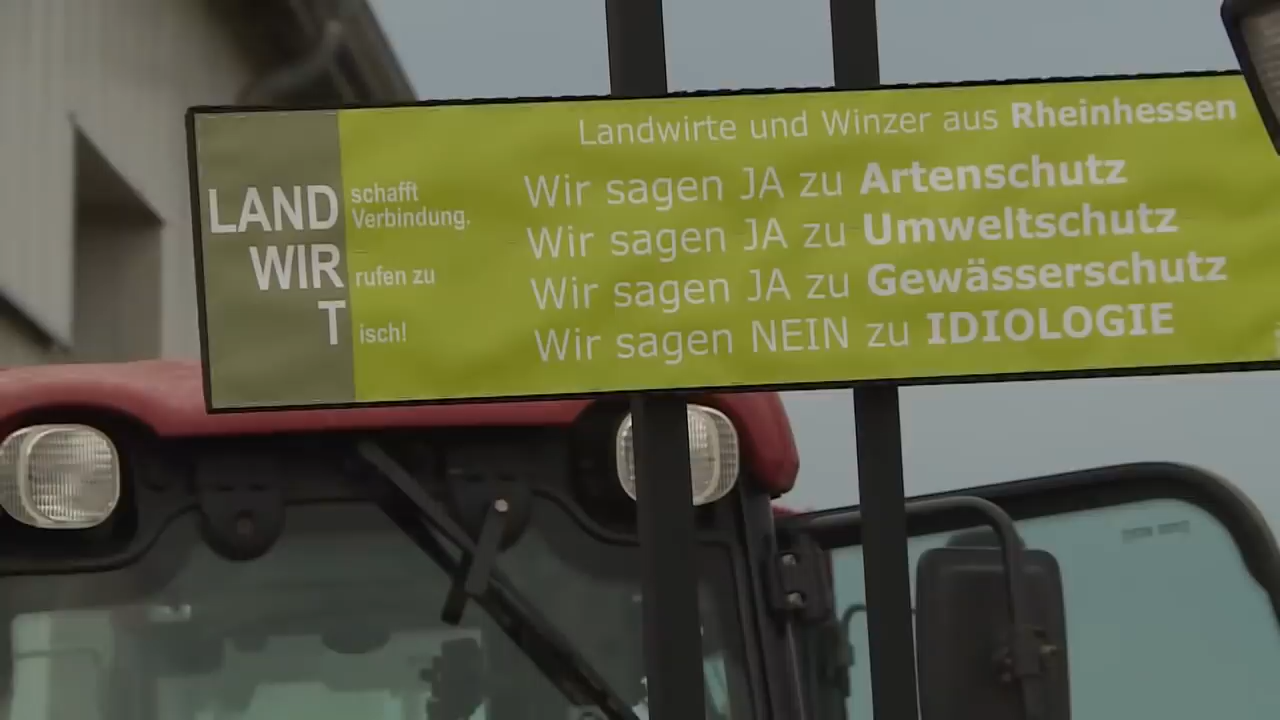 LAND schafft
Verbindung.
WIR rufen zu
T isch!
Landwirte und Winzer aus Rheinhessen
Wir sagen JA zu Artenschutz
Wir sagen JA zu Umweltschutz
Wir sagen JA zu Gewässerschutz
Wir sagen NEIN zu IDIOLOGIE